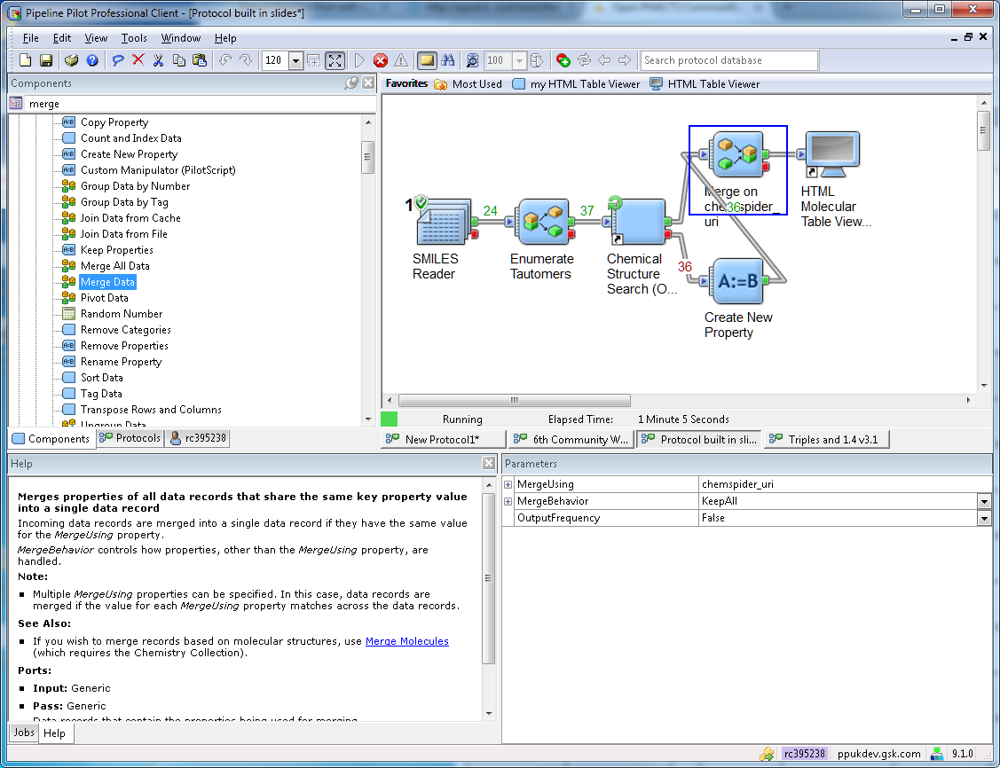 Pipeline Pilot Professional Client - [Protocol built in slides*]
File Edit View Tools Window Help
120 100 Search protocol database
Components
merge
Copy Property
Count and Index Data
Create New Property
Custom Manipulator (PilotScript)
Group Data by Number
Group Data by Tag
Join Data from Cache
Join Data from File
Keep Properties
Merge All Data
Merge Data
Pivot Data
Random Number
Remove Categories
Remove Properties
Rename Property
Sort Data
Tag Data
Transpose Rows and Columns
Ungroup Data
Components Protocols rc395238
Favorites Most Used my HTML Table Viewer HTML Table Viewer
1
24
37
36
36
SMILES
Reader
Enumerate
Tautomers
Chemical
Structure
Search (O...
Merge on
chemspider_
uri
HTML
Molecular
Table View...
A:=B
Create New
Property
Running Elapsed Time: 1 Minute 5 Seconds
New Protocol1* 6th Community W... Protocol built in sli... Triples and 1.4 v3.1
Help
Merges properties of all data records that share the same key property value
into a single data record
Incoming data records are merged into a single data record if they have the same value
for the MergeUsing property.
MergeBehavior controls how properties, other than the MergeUsing property, are
handled.
Note:
Multiple MergeUsing properties can be specified. In this case, data records are
merged if the value for each MergeUsing property matches across the data records.
See Also:
If you wish to merge records based on molecular structures, use Merge Molecules
(which requires the Chemistry Collection).
Ports:
Input: Generic
Pass: Generic
Data records that contain the properties being used for merging
Jobs Help
Parameters
MergeUsing chemspider_uri
MergeBehavior KeepAll
OutputFrequency False
rc395238 ppukdev.gsk.com 9.1.0